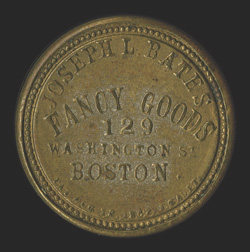 JOSEPH L. BATES
FANCY GOODS
129
WASHINGTON St.
BOSTON.